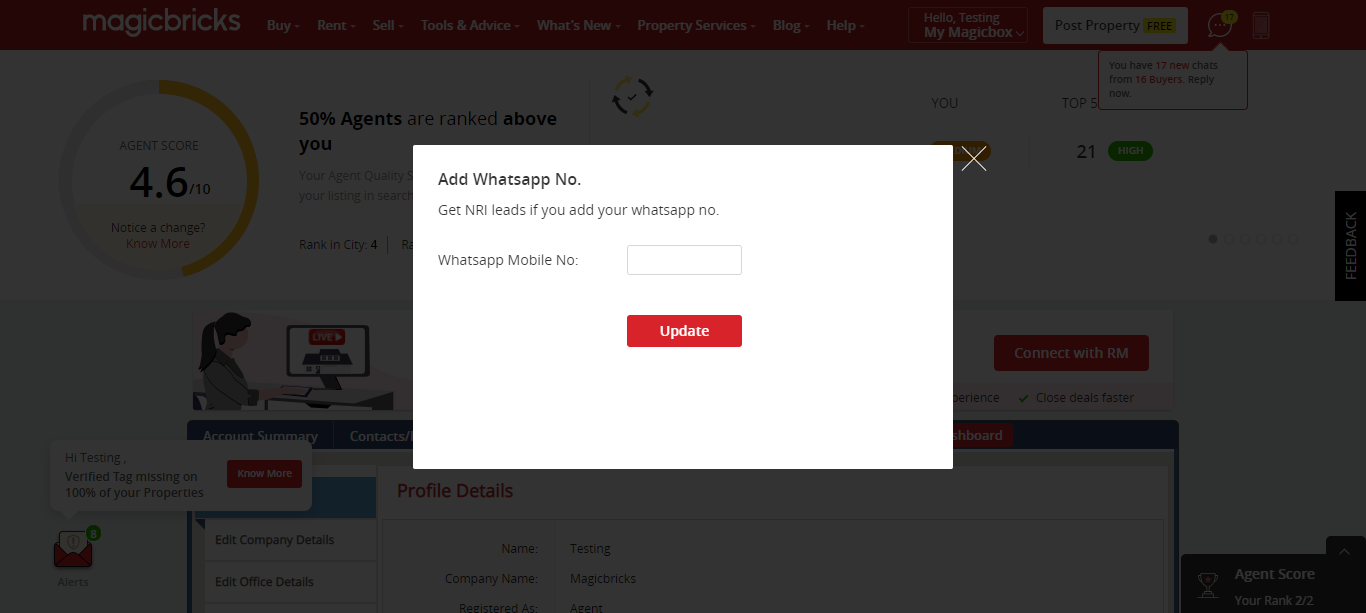 magicbricks
Buy Rent Sell Tools & Advice What's New Property Services Blog Help
Hello, Testing
My Magicbox
Post Property FREE
17
You have 17 new chats
from 16 Buyers. Reply
now.
AGENT SCORE
4.6/10
Notice a change?
Know More
50% Agents are ranked above
you
Your Agent Quality S
your listing in search
Rank in City: 4
Ra
YOU
TOP 5
21 HIGH
FEEDBACK
Add Whatsapp No.
Get NRI leads if you add your whatsapp no.
Whatsapp Mobile No:
Update
LIVE
Connect with RM
perience
Close deals faster
Account Summary
Contacts/
shboard
Hi Testing ,
Verified Tag missing on
100% of your Properties
Know More
8
Alerts
Edit Company Details
Edit Office Details
Profile Details
Name: Testing
Company Name: Magicbricks
Registered As: Agent
Agent Score
Your Rank 2/2